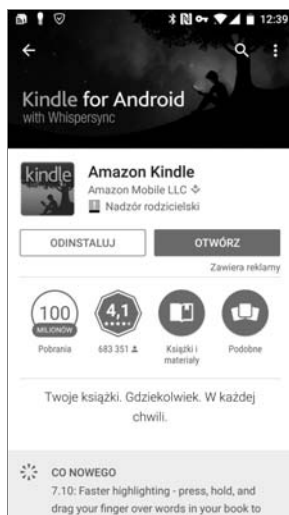 12:39
Kindle for Android
with Whispersync
kindle
Amazon Kindle
Amazon Mobile LLC
Nadzór rodzicielski
ODINSTALUJ
OTWÓRZ
Zawiera reklamy
100
MILIONÓW
4,1
Pobrania
683 351
Książki i
materiały
Podobne
Twoje książki. Gdziekolwiek. W każdej
chwili.
CO NOWEGO
7.10: Faster highlighting - press, hold, and
drag your finger over words in your book to